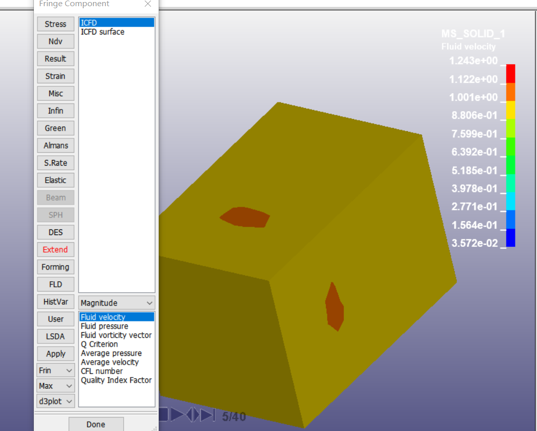 Fringe Component
Stress
Ndv
Result
Strain
Misc
Infin
Green
Almans
S.Rate
Elastic
Beam
SPH
DES
Extend
Forming
FLD
HistVar
User
LSDA
Apply
Frin
Max
d3plot
ICFD
ICFD surface
Magnitude
Fluid velocity
Fluid pressure
Fluid vorticity vector
Q Criterion
Average pressure
Average velocity
CFL number
Quality Index Factor
Done
5/40
MS_SOLID_1
Fluid velocity
1.243e+00
1.122e+00
1.001e+00
8.806e-01
7.599e-01
6.392e-01
5.185e-01
3.978e-01
2.771e-01
1.564e-01
3.572e-02